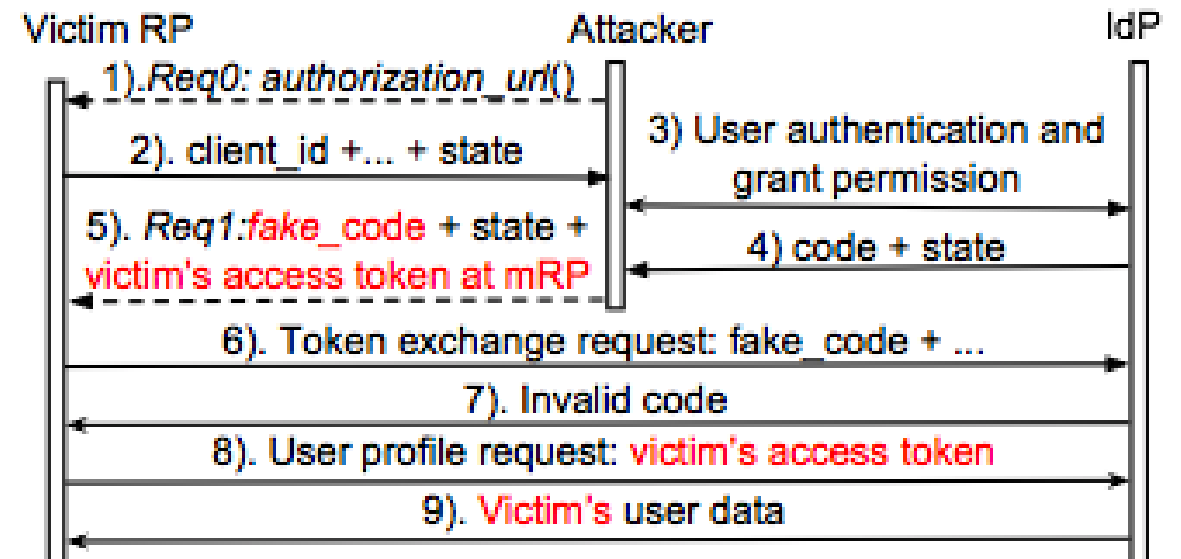 Victim RP Attacker IdP
1).Req0: authorization_url()
2). client_id +... + state
3) User authentication and
grant permission
4) code + state
5). Req1:fake_code + state +
victim's access token at mRP
6). Token exchange request: fake_code + ...
7). Invalid code
8). User profile request: victim's access token
9). Victim's user data